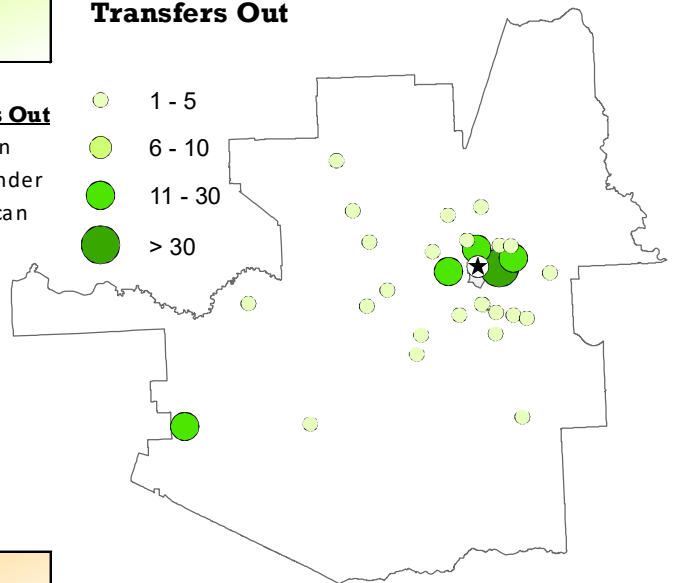 Transfers Out
1 - 5
s Out
6 - 10
n
nder
11 - 30
can
> 30